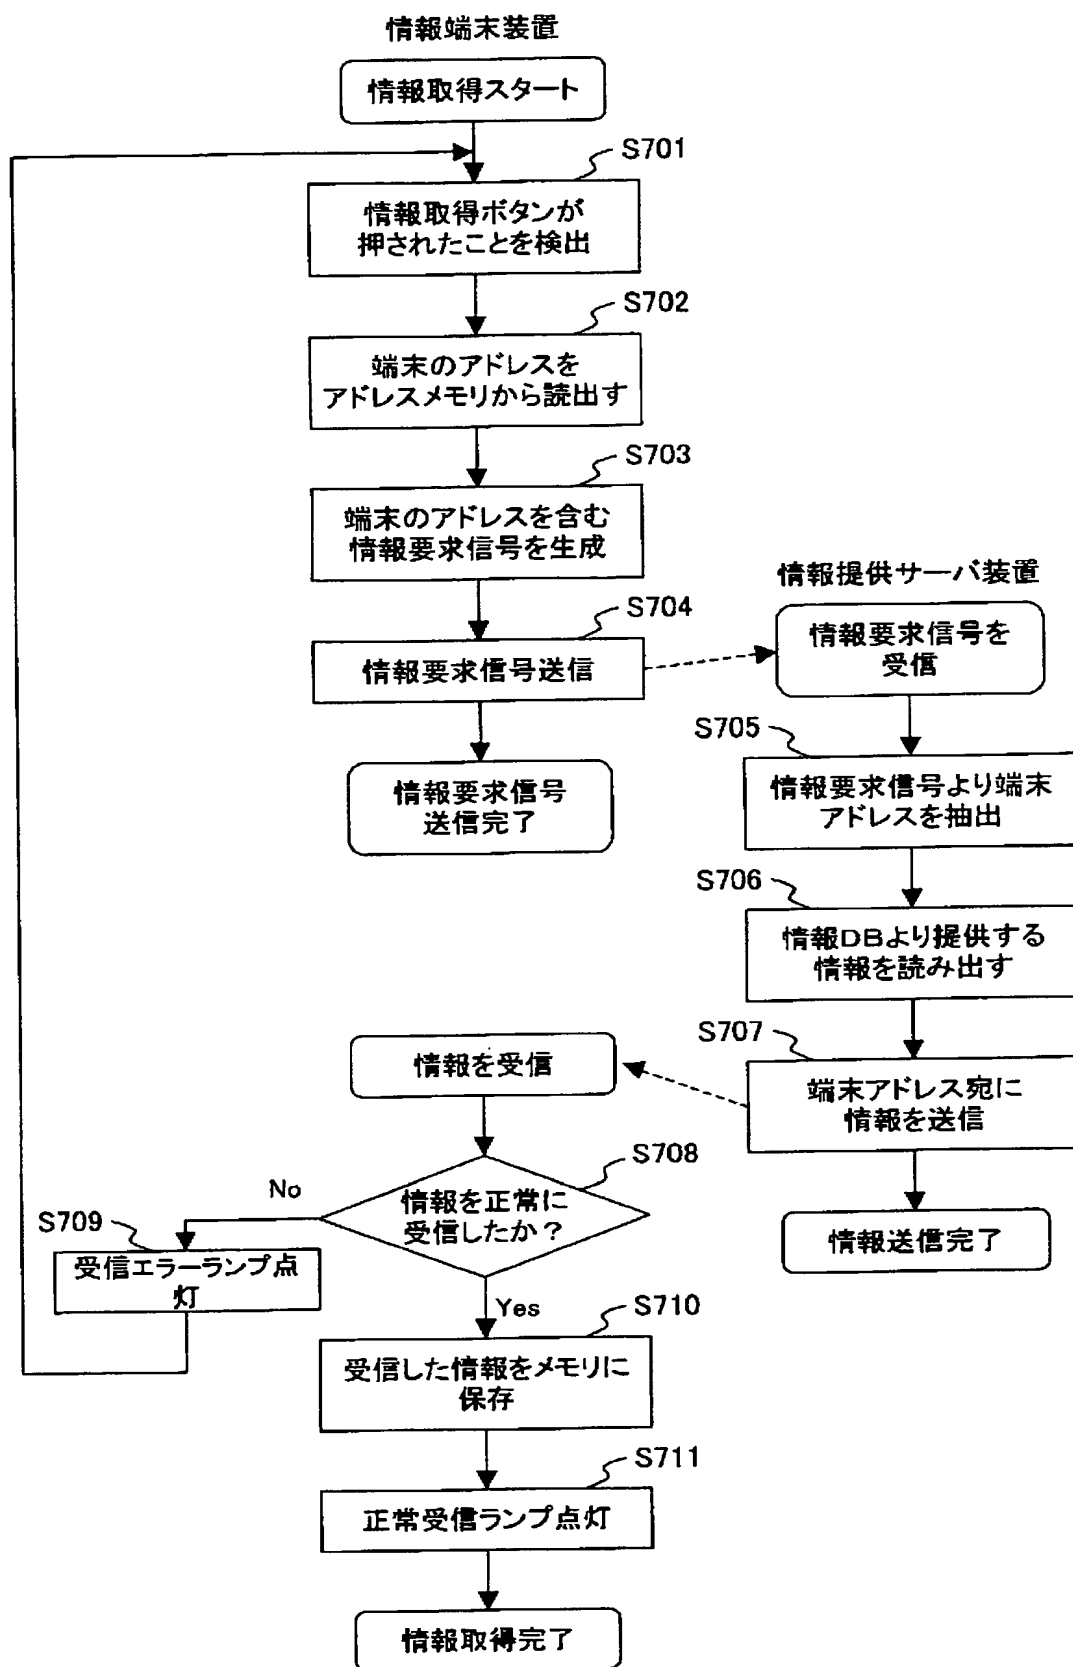 情報端末装置
情報取得スタート
S701
情報取得ボタンが
押されたことを検出
S702
端末のアドレスを
アドレスメモリから読出す
S703
端末のアドレスを含む
情報要求信号を生成
S704
情報要求信号送信
情報要求信号
送信完了
情報提供サーバ装置
情報要求信号を
受信
S705
情報要求信号より端末
アドレスを抽出
S706
情報DBより提供する
情報を読み出す
S707
端末アドレス宛に
情報を送信
情報送信完了
情報を受信
S708
情報を正常に
受信したか?
No
S709
受信エラーランプ点
灯
Yes
S710
受信した情報をメモリに
保存
S711
正常受信ランプ点灯
情報取得完了